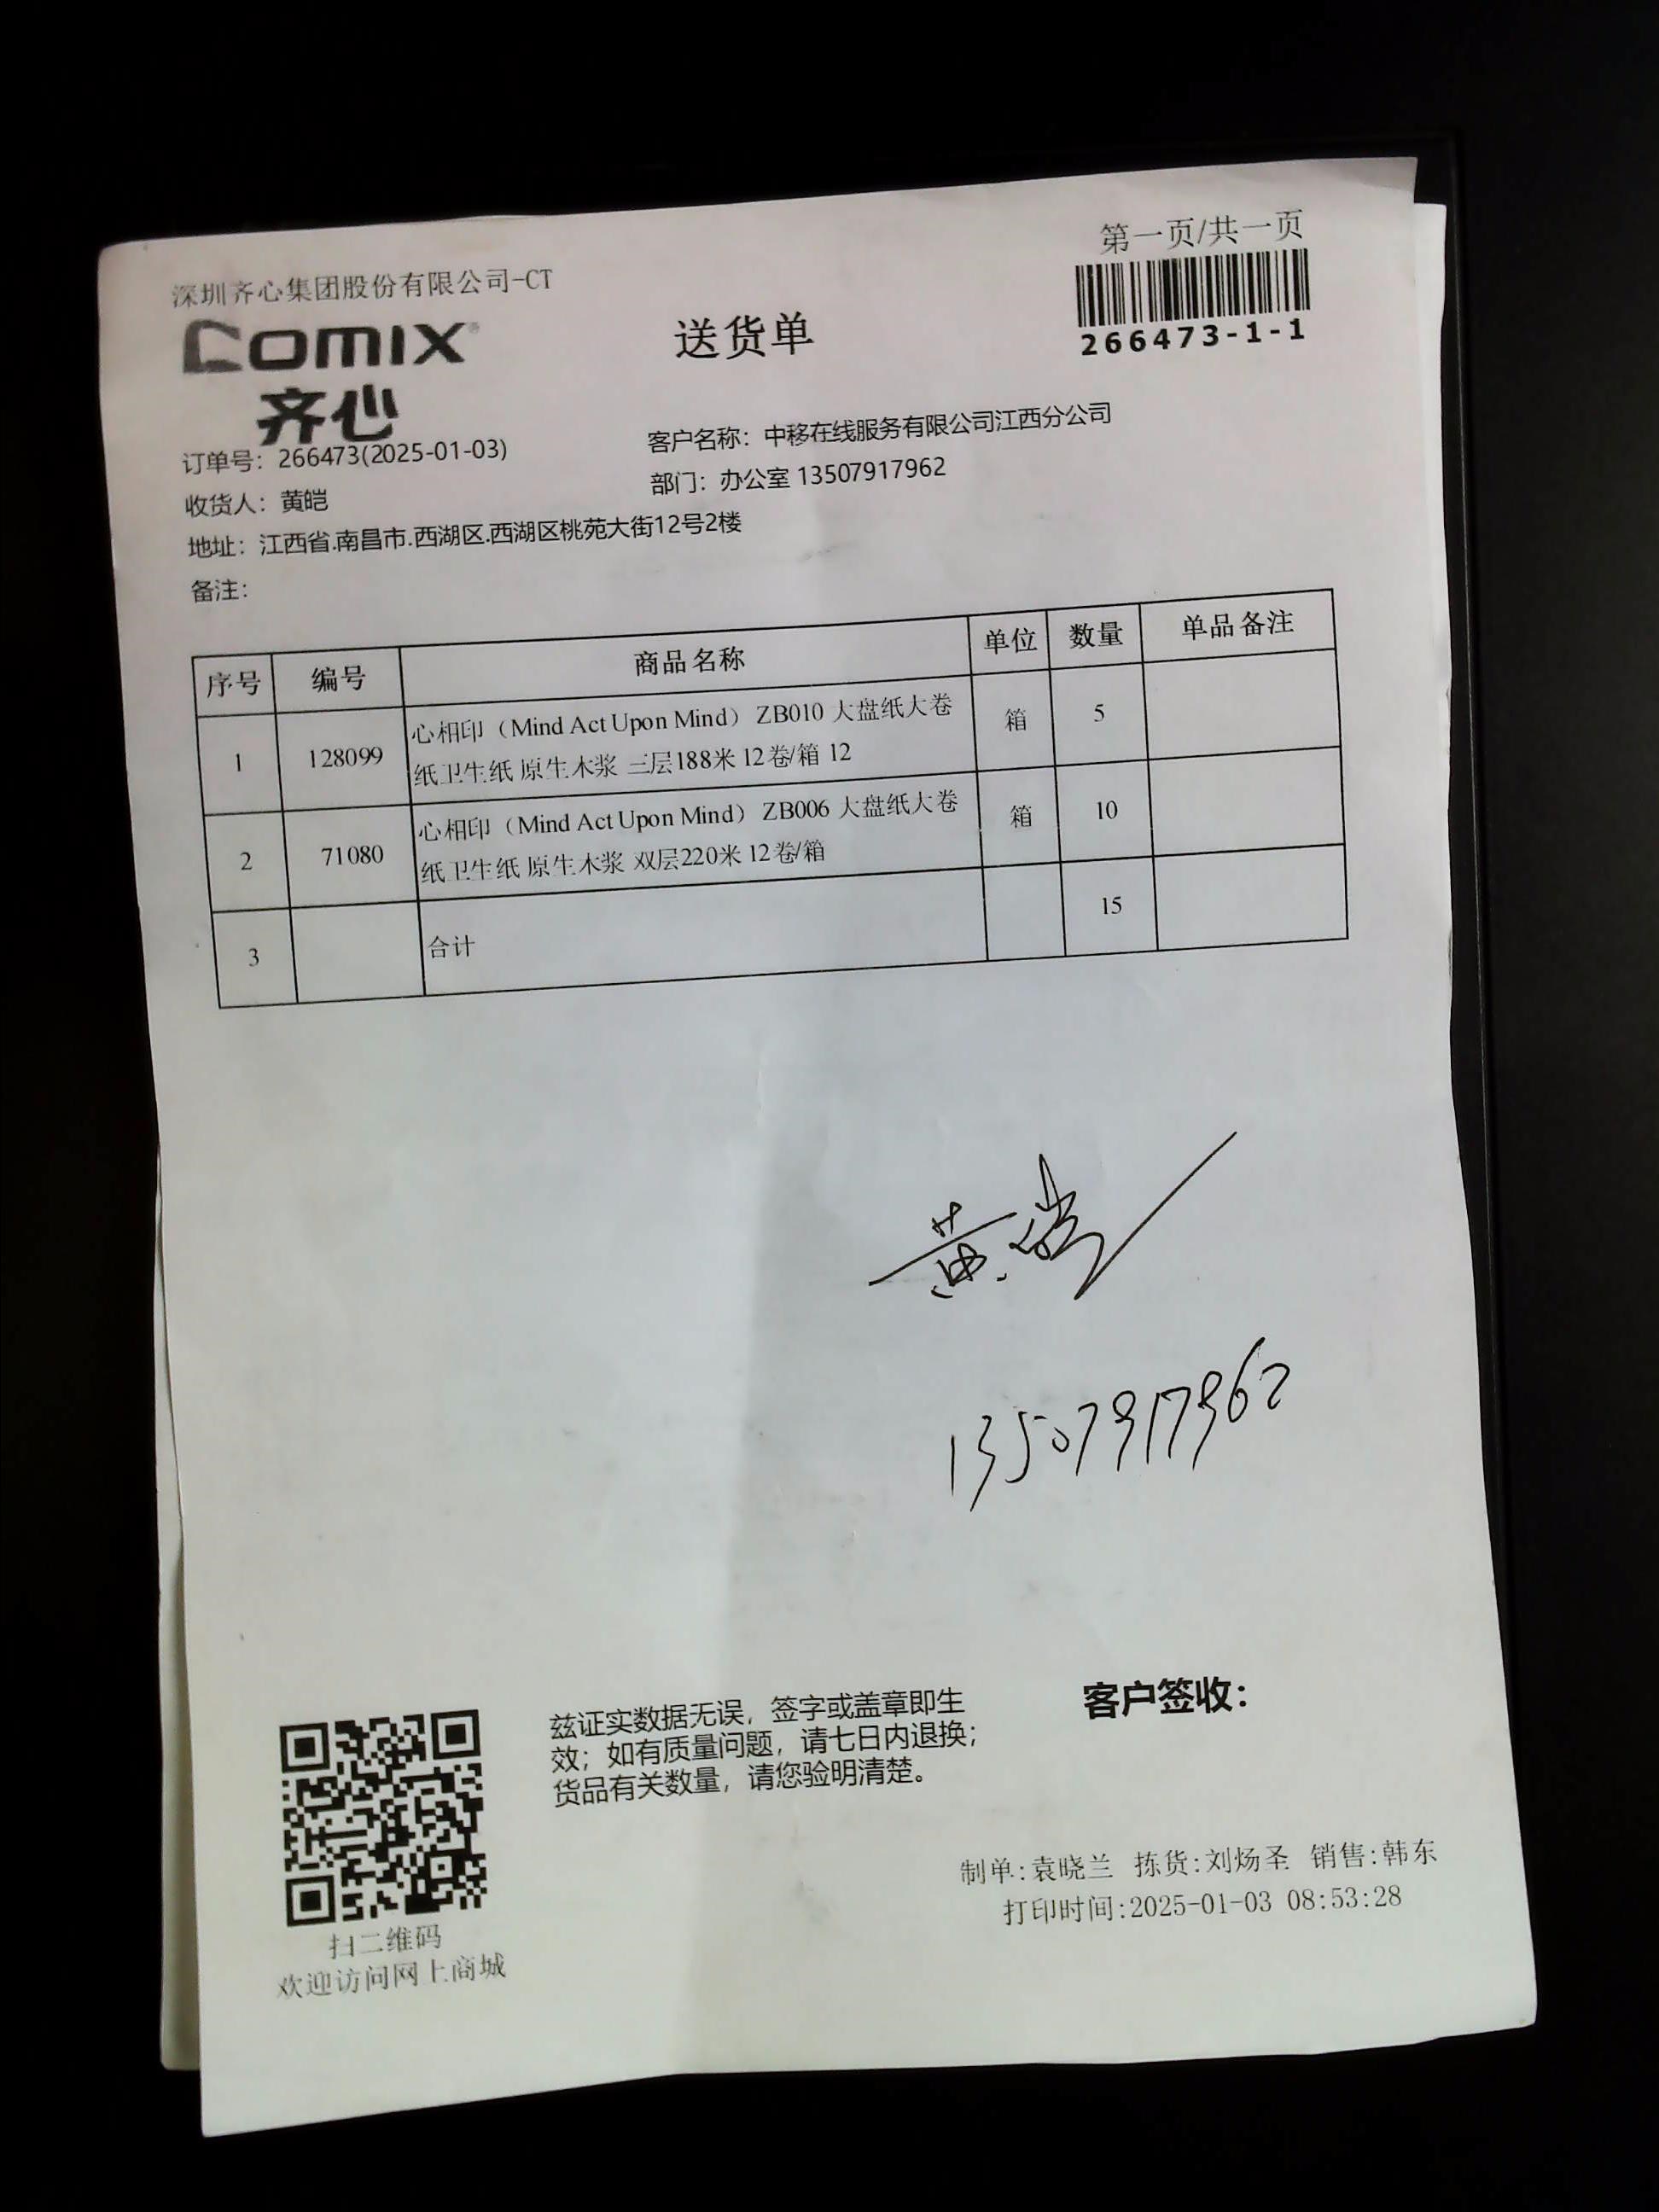 第一页/共一页
深圳齐心集团股份有限公司-CT
comix
齐心
送货单
266473-1-1
订单号：266473(2025-01-03)
客户名称：中移在线服务有限公司江西分公司
收货人：黄皑
部门：办公室 13507917962
地址：江西省.南昌市.西湖区.西湖区桃苑大街12号2楼
备注：
序号 编号 商品名称 单位 数量 单品备注
1 128099 心相印（Mind Act Upon Mind） ZB010 大盘纸大卷 箱 5
纸卫生纸 原生木浆 三层188米 12卷/箱 12
2 71080 心相印（Mind Act Upon Mind） ZB006 大盘纸大卷 箱 10
纸卫生纸 原生木浆 双层220米 12卷/箱
3 合计 15
黄皑
13507917962
兹证实数据无误，签字或盖章即生
效；如有质量问题，请七日内退换；
货品有关数量，请您验明清楚。
客户签收：
扫二维码
欢迎访问网上商城
制单:袁晓兰 拣货:刘炀圣 销售:韩东
打印时间:2025-01-03 08:53:28